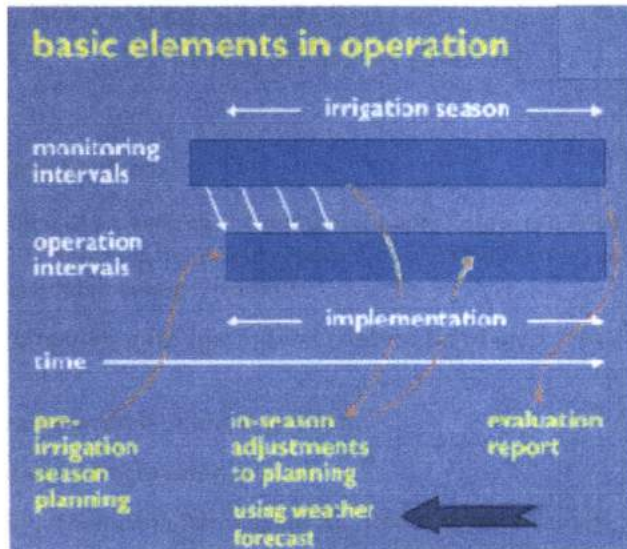 basic elements in operation
irrigation season
monitoring
intervals
operation
intervals
implementation
time
pre-
irrigation
season
planning
in-season
adjustments
to planning
using weather
forecast
evaluation
report